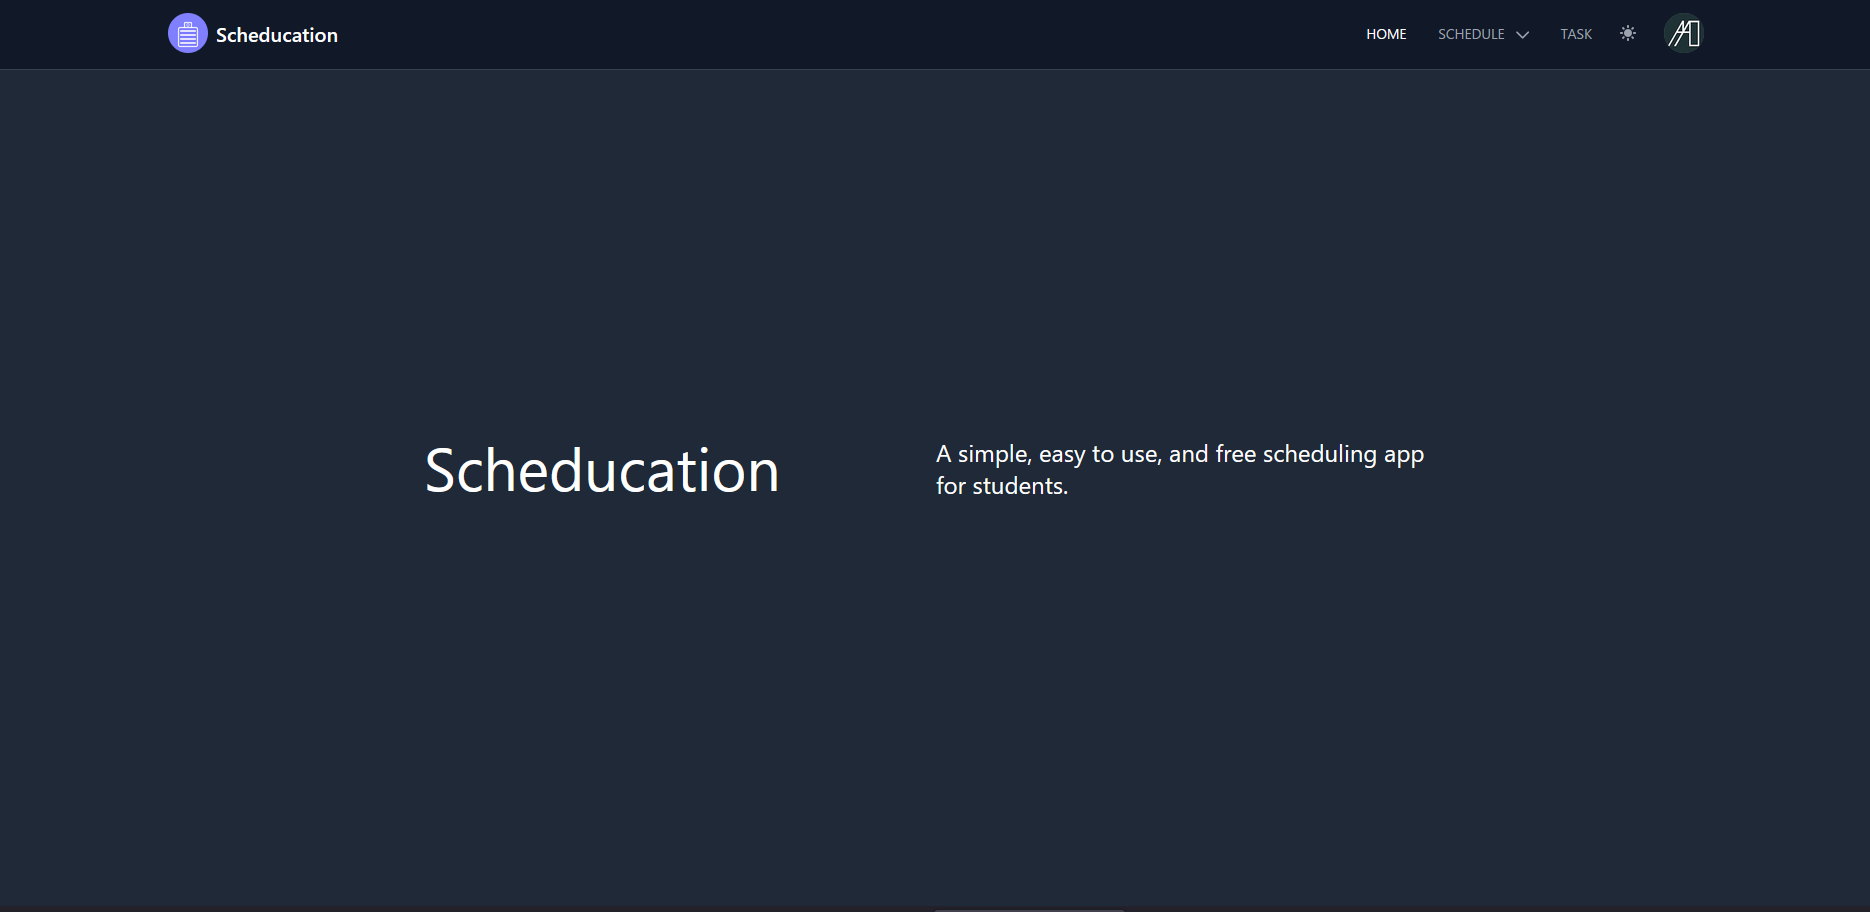 Scheducation
HOME
SCHEDULE
TASK
Scheducation
A simple, easy to use, and free scheduling app
for students.